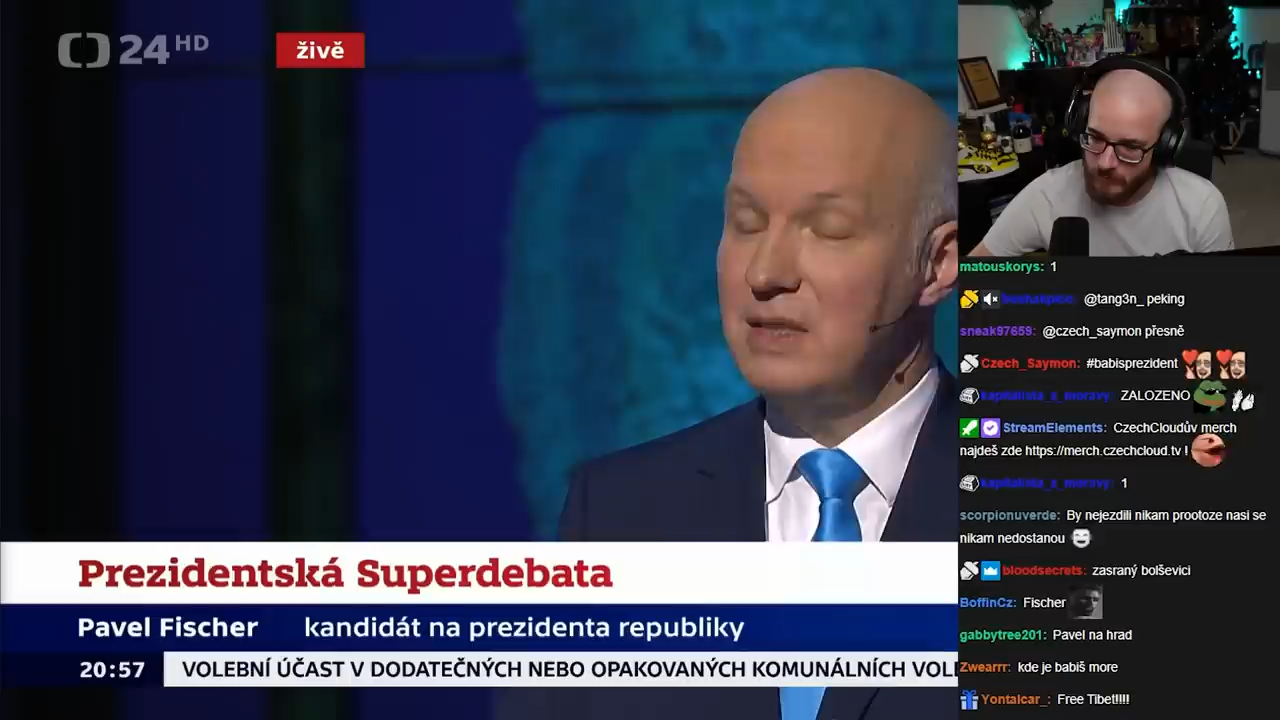 24 HD
živě
Prezidentská Superdebata
Pavel Fischer kandidát na prezidenta republiky
20:57 VOLEBNÍ ÚČAST V DODATEČNÝCH NEBO OPAKOVANÝCH KOMUNÁLNÍCH VOL
matouskorys: 1
@tang3n_ peking
sneak97659: @czech_saymon přesně
Czech_Saymon: #babisprezident
kapitalista_z_moravy: ZALOZENO
StreamElements: CzechCloudův merch
najdeš zde https://merch.czechcloud.tv !
kapitalista_z_moravy: 1
scorpionuverde: By nejezdili nikam prootoze nasi se
nikam nedostanou
bloodsecrets: zasraný bolševici
BoffinCz: Fischer
gabbytree201: Pavel na hrad
Zwearrr: kde je babiš more
Yontalcar_: Free Tibet!!!!